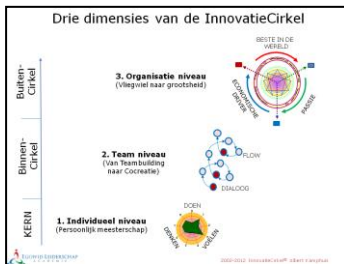 Drie dimensies van de InnovatieCirkel
BESTE IN DE
WERELD
Buiten-
Cirkel
3. Organisatie niveau
(Vliegwiel naar grootsheid)
ECONOMISCHE
DRIVER
PASSIE
Binnen-
Cirkel
2. Team niveau
(Van Teambuilding
naar Cocreatie)
FLOW
DIALOOG
KERN
1. Individueel niveau
(Persoonlijk meesterschap)
DOEN
DENKEN
VOELEN